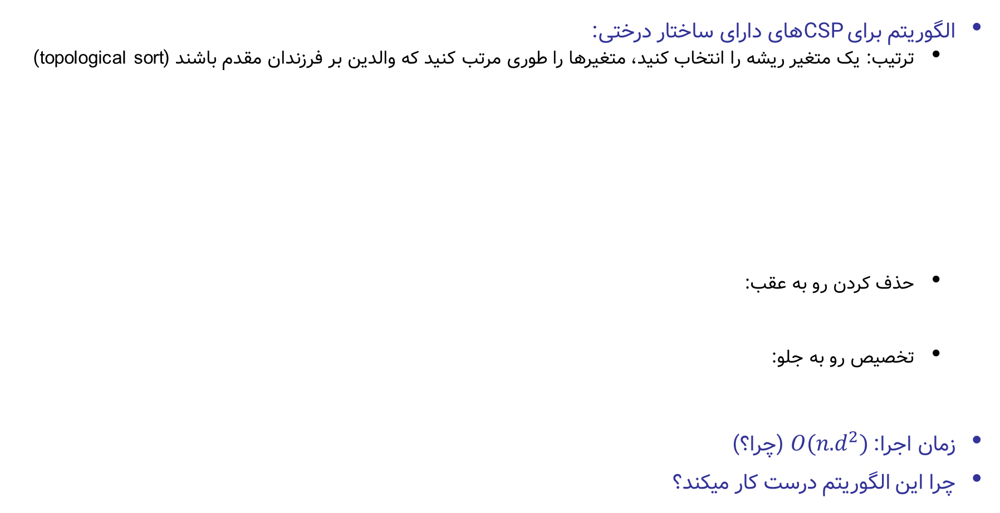 • الگوریتم برای CSPهای دارای ساختار درختی:
• ترتیب: یک متغیر ریشه را انتخاب کنید، متغیرها را طوری مرتب کنید که والدین بر فرزندان مقدم باشند (topological sort)
• حذف کردن رو به عقب:
• تخصیص رو به جلو:
• زمان اجرا: O(n.d²) (چرا؟)
• چرا این الگوریتم درست کار میکند؟